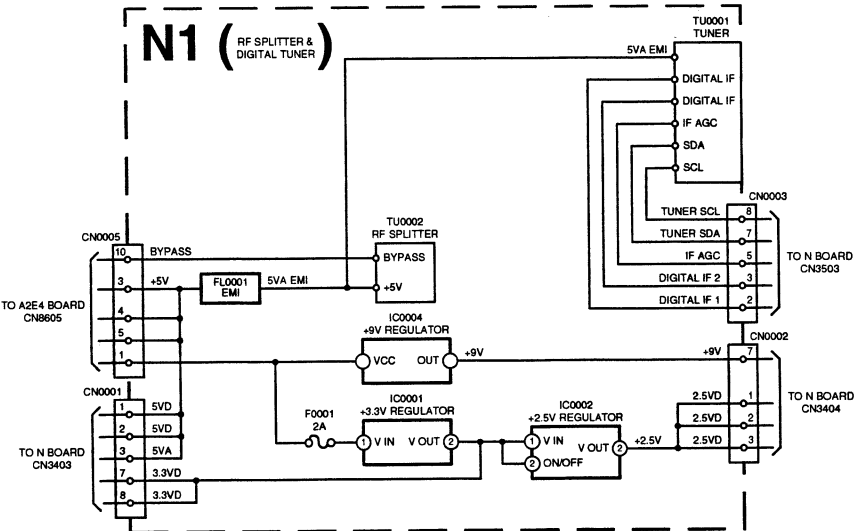 N1 ( RF SPLITTER & DIGITAL TUNER )
TU0001
TUNER
5VA EMI
DIGITAL IF
DIGITAL IF
IF AGC
SDA
SCL
CN0003
TUNER SCL 8
TUNER SDA 7
IF AGC 5
DIGITAL IF 2 3
DIGITAL IF 1 2
TO N BOARD
CN3503
TU0002
RF SPLITTER
BYPASS
+5V
CN0005
10 BYPASS
3 +5V
4
5
1
FL0001
EMI
5VA EMI
TO A2E4 BOARD
CN8605
IC0004
+9V REGULATOR
VCC OUT +9V
CN0002
+9V 7
2.5VD 1
2.5VD 2
2.5VD 3
TO N BOARD
CN3404
CN0001
1 5VD
2 5VD
3 5VA
7 3.3VD
8 3.3VD
TO N BOARD
CN3403
F0001
2A
IC0001
+3.3V REGULATOR
1 V IN V OUT 2
IC0002
+2.5V REGULATOR
1 V IN
2 ON/OFF
V OUT 2 +2.5V